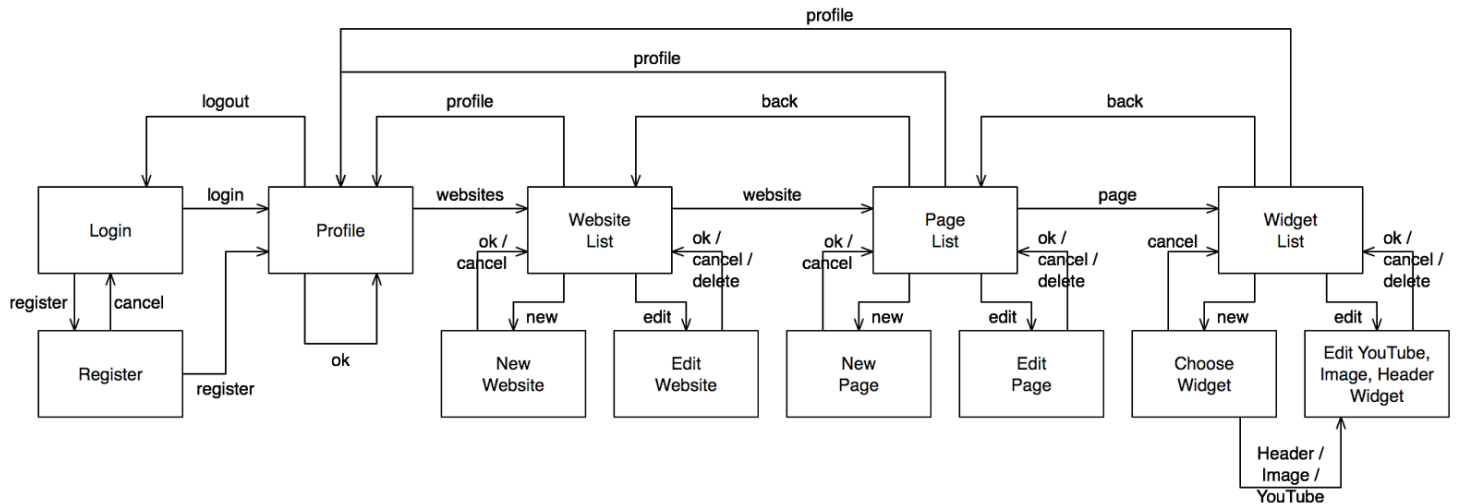 profile
profile
logout
profile
back
back
login
websites
website
page
Login
Profile
Website
List
Page
List
Widget
List
ok /
cancel
ok /
cancel /
delete
ok /
cancel
ok /
cancel /
delete
cancel
ok /
cancel /
delete
register
cancel
new
edit
new
edit
new
edit
Register
register
ok
New
Website
Edit
Website
New
Page
Edit
Page
Choose
Widget
Edit YouTube,
Image, Header
Widget
Header /
Image /
YouTube